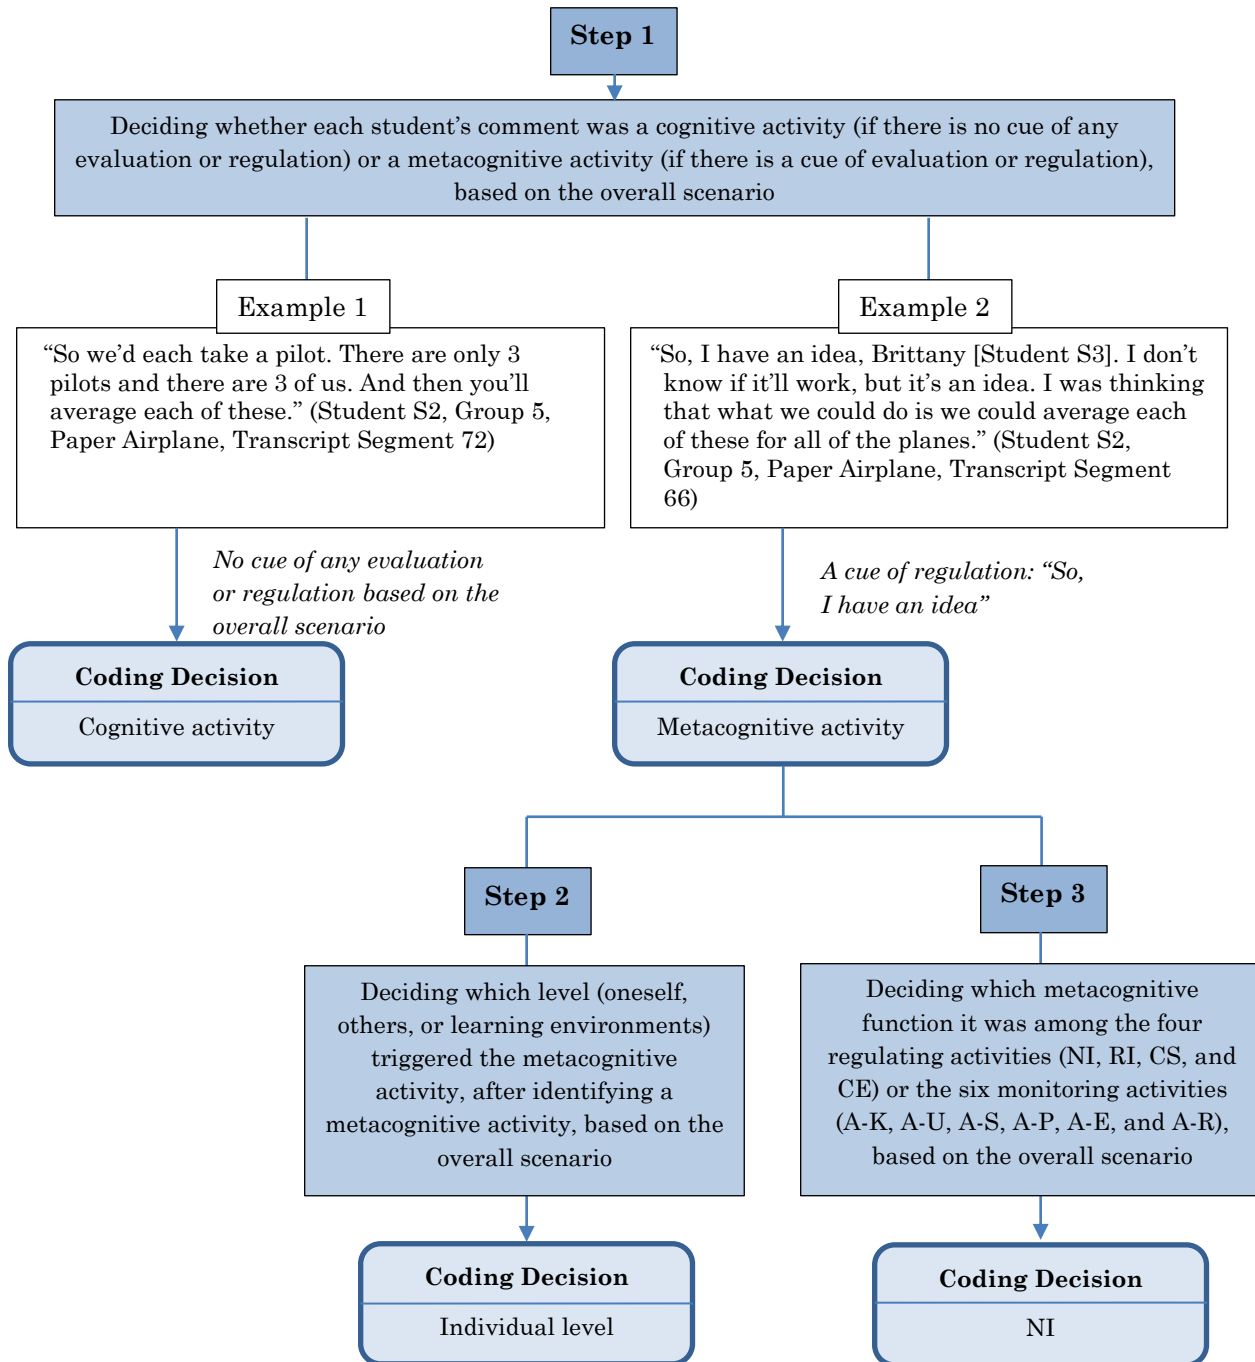 Step 1
Deciding whether each student’s comment was a cognitive activity (if there is no cue of any
evaluation or regulation) or a metacognitive activity (if there is a cue of evaluation or regulation),
based on the overall scenario
Example 1
“So we’d each take a pilot. There are only 3
pilots and there are 3 of us. And then you’ll
average each of these.” (Student S2, Group 5,
Paper Airplane, Transcript Segment 72)
Example 2
“So, I have an idea, Brittany [Student S3]. I don’t
know if it’ll work, but it’s an idea. I was thinking
that what we could do is we could average each
of these for all of the planes.” (Student S2,
Group 5, Paper Airplane, Transcript Segment
66)
No cue of any evaluation
or regulation based on the
overall scenario
A cue of regulation: “So,
I have an idea”
Coding Decision
Cognitive activity
Coding Decision
Metacognitive activity
Step 2
Deciding which level (oneself,
others, or learning environments)
triggered the metacognitive
activity, after identifying a
metacognitive activity, based on the
overall scenario
Step 3
Deciding which metacognitive
function it was among the four
regulating activities (NI, RI, CS, and
CE) or the six monitoring activities
(A-K, A-U, A-S, A-P, A-E, and A-R),
based on the overall scenario
Coding Decision
Individual level
Coding Decision
NI